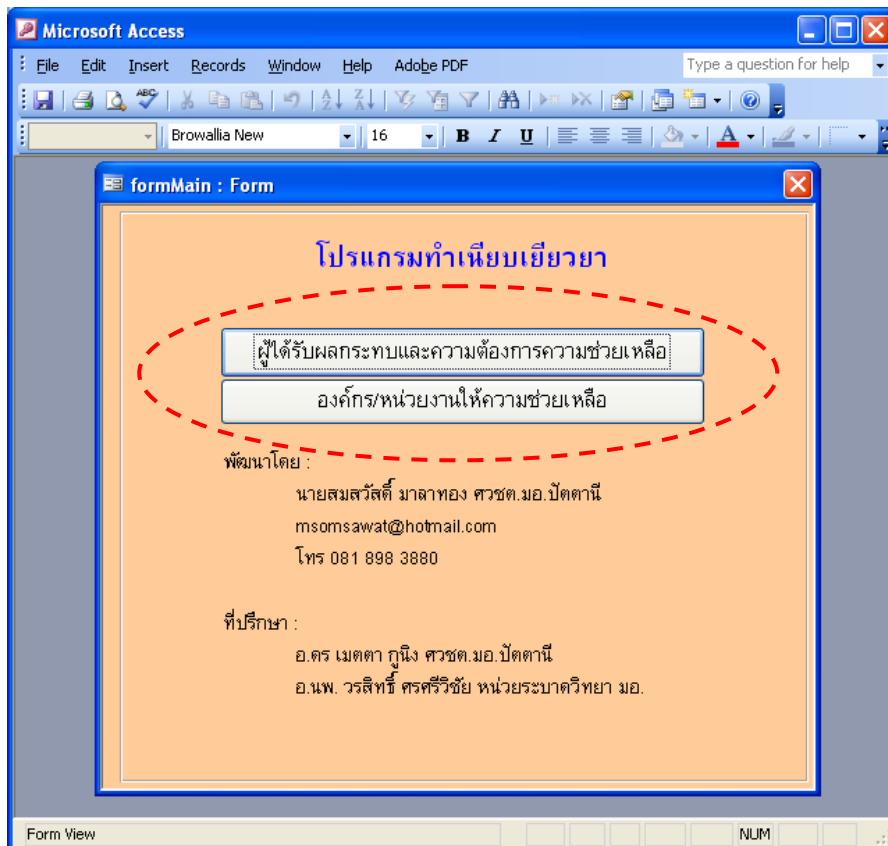 Microsoft Access
File Edit Insert Records Window Help Adobe PDF Type a question for help
Browallia New 16 B I U A
formMain : Form
โปรแกรมทำเนียบเยียวยา
ผู้ได้รับผลกระทบและความต้องการความช่วยเหลือ
องค์กร/หน่วยงานให้ความช่วยเหลือ
พัฒนาโดย :
นายสมสวัสดิ์ มาลาทอง ศวชต.มอ.ปัตตานี
msomsawat@hotmail.com
โทร 081 898 3880
ที่ปรึกษา :
อ.ดร เมตตา กูนิง ศวชต.มอ.ปัตตานี
อ.นพ. วรสิทธิ์ ศรศรีวิชัย หน่วยระบาดวิทยา มอ.
Form View NUM